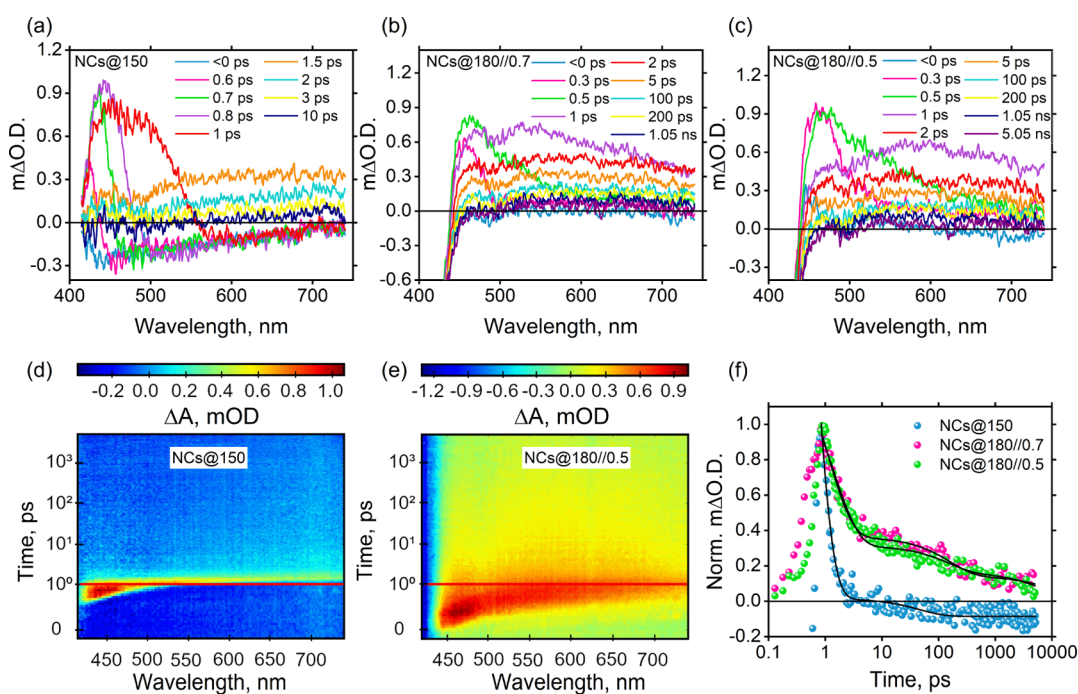 (a)
1.2
0.9
0.6
0.3
0.0
-0.3
400 500 600 700
m∆O.D.
Wavelength, nm
NCs@150
<0 ps
0.6 ps
0.7 ps
0.8 ps
1 ps
1.5 ps
2 ps
3 ps
10 ps
(b)
1.5
1.2
0.9
0.6
0.3
0.0
-0.3
-0.6
400 500 600 700
m∆O.D.
Wavelength, nm
NCs@180//0.7
<0 ps
0.3 ps
0.5 ps
1 ps
2 ps
5 ps
100 ps
200 ps
1.05 ns
(c)
1.2
0.9
0.6
0.3
0.0
-0.3
400 500 600 700
m∆O.D.
Wavelength, nm
NCs@180//0.5
<0 ps
0.3 ps
0.5 ps
1 ps
2 ps
5 ps
100 ps
200 ps
1.05 ns
5.05 ns
(d)
-0.2 0.0 0.2 0.4 0.6 0.8 1.0
∆A, mOD
NCs@150
10³
10²
10¹
10⁰
0
Time, ps
450 500 550 600 650 700
Wavelength, nm
(e)
-1.2 -0.9 -0.6 -0.3 0.0 0.3 0.6 0.9
∆A, mOD
NCs@180//0.5
10³
10²
10¹
10⁰
0
Time, ps
450 500 550 600 650 700
Wavelength, nm
(f)
1.0
0.8
0.6
0.4
0.2
0.0
-0.2
Norm. m∆O.D.
NCs@150
NCs@180//0.7
NCs@180//0.5
0.1 1 10 100 1000 10000
Time, ps